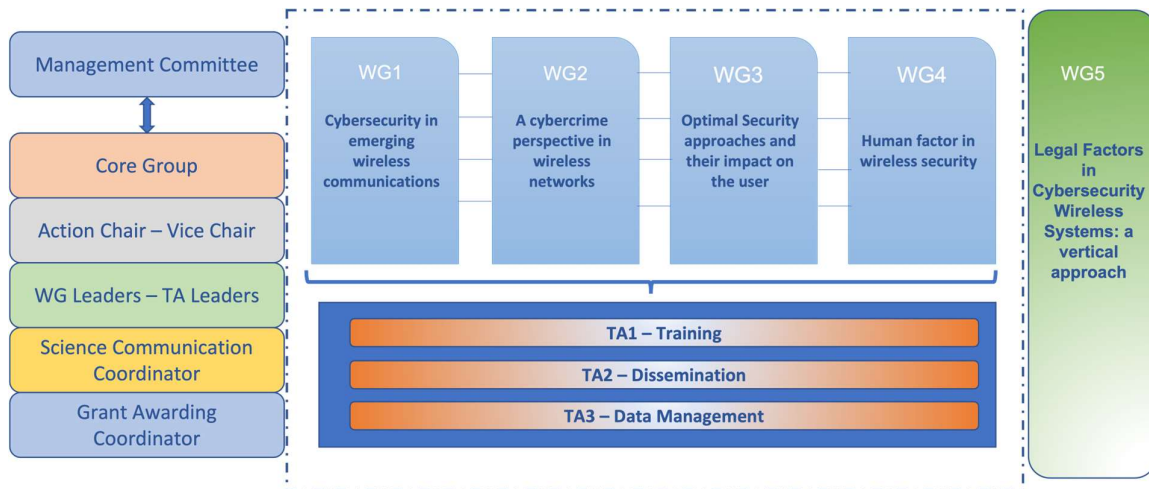 Management Committee
Core Group
Action Chair – Vice Chair
WG Leaders – TA Leaders
Science Communication
Coordinator
Grant Awarding
Coordinator
WG1
Cybersecurity in
emerging
wireless
communications
WG2
A cybercrime
perspective in
wireless
networks
WG3
Optimal Security
approaches and
their impact on
the user
WG4
Human factor in
wireless security
TA1 – Training
TA2 – Dissemination
TA3 – Data Management
WG5
Legal Factors
in
Cybersecurity
Wireless
Systems: a
vertical
approach